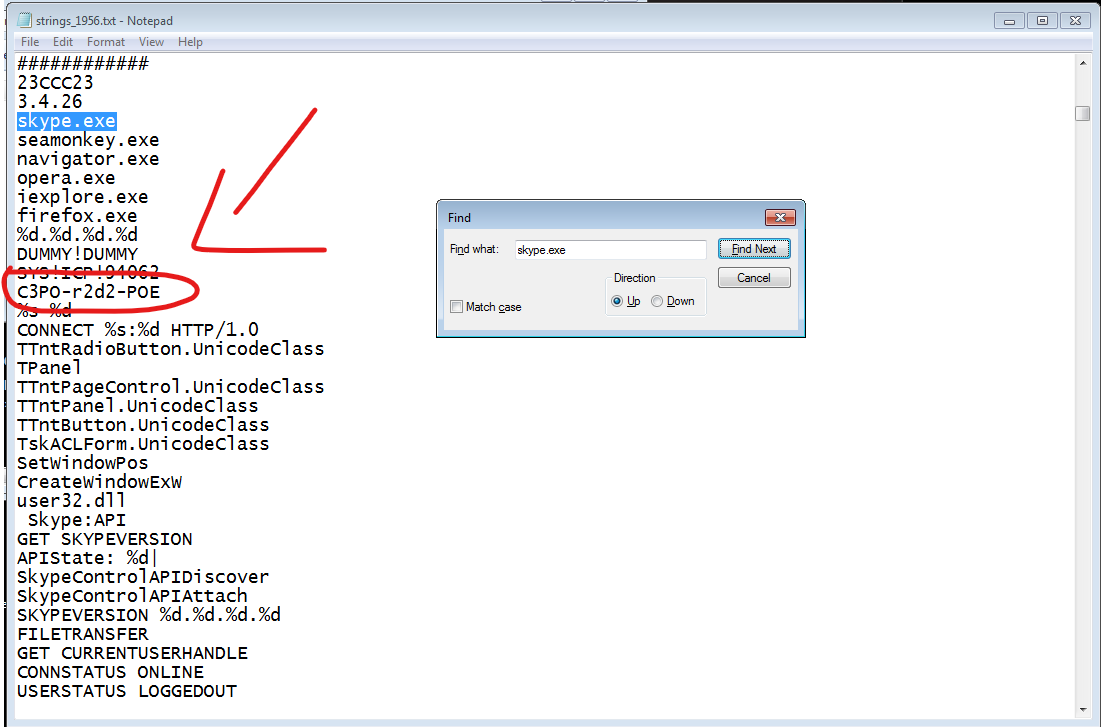 strings_1956.txt - Notepad
File Edit Format View Help
############
23CCC23
3.4.26
skype.exe
seamonkey.exe
navigator.exe
opera.exe
iexplore.exe
firefox.exe
%d.%d.%d.%d
DUMMY!DUMMY
SYS!ICP!94062
C3PO-r2d2-POE
%s %d
CONNECT %s:%d HTTP/1.0
TTntRadioButton.UnicodeClass
TPanel
TTntPageControl.UnicodeClass
TTntPanel.UnicodeClass
TTntButton.UnicodeClass
TskACLForm.UnicodeClass
SetWindowPos
CreateWindowExW
user32.dll
Skype:API
GET SKYPEVERSION
APIState: %d|
SkypeControlAPIDiscover
SkypeControlAPIAttach
SKYPEVERSION %d.%d.%d.%d
FILETRANSFER
GET CURRENTUSERHANDLE
CONNSTATUS ONLINE
USERSTATUS LOGGEDOUT
Find
Find what: skype.exe Find Next
Direction Cancel
Match case Up Down